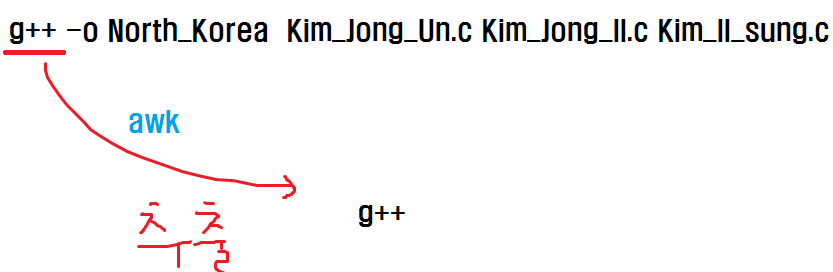 g++ -o North_Korea Kim_Jong_Un.c Kim_Jong_Il.c Kim_Il_sung.c
awk
추출
g++